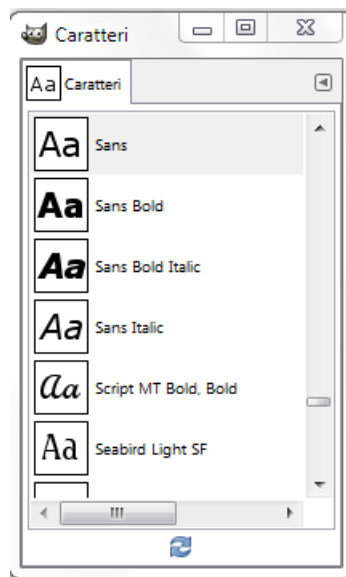 Caratteri
Aa Caratteri
Aa Sans
Aa Sans Bold
Aa Sans Bold Italic
Aa Sans Italic
Aa Script MT Bold, Bold
Aa Seabird Light SF